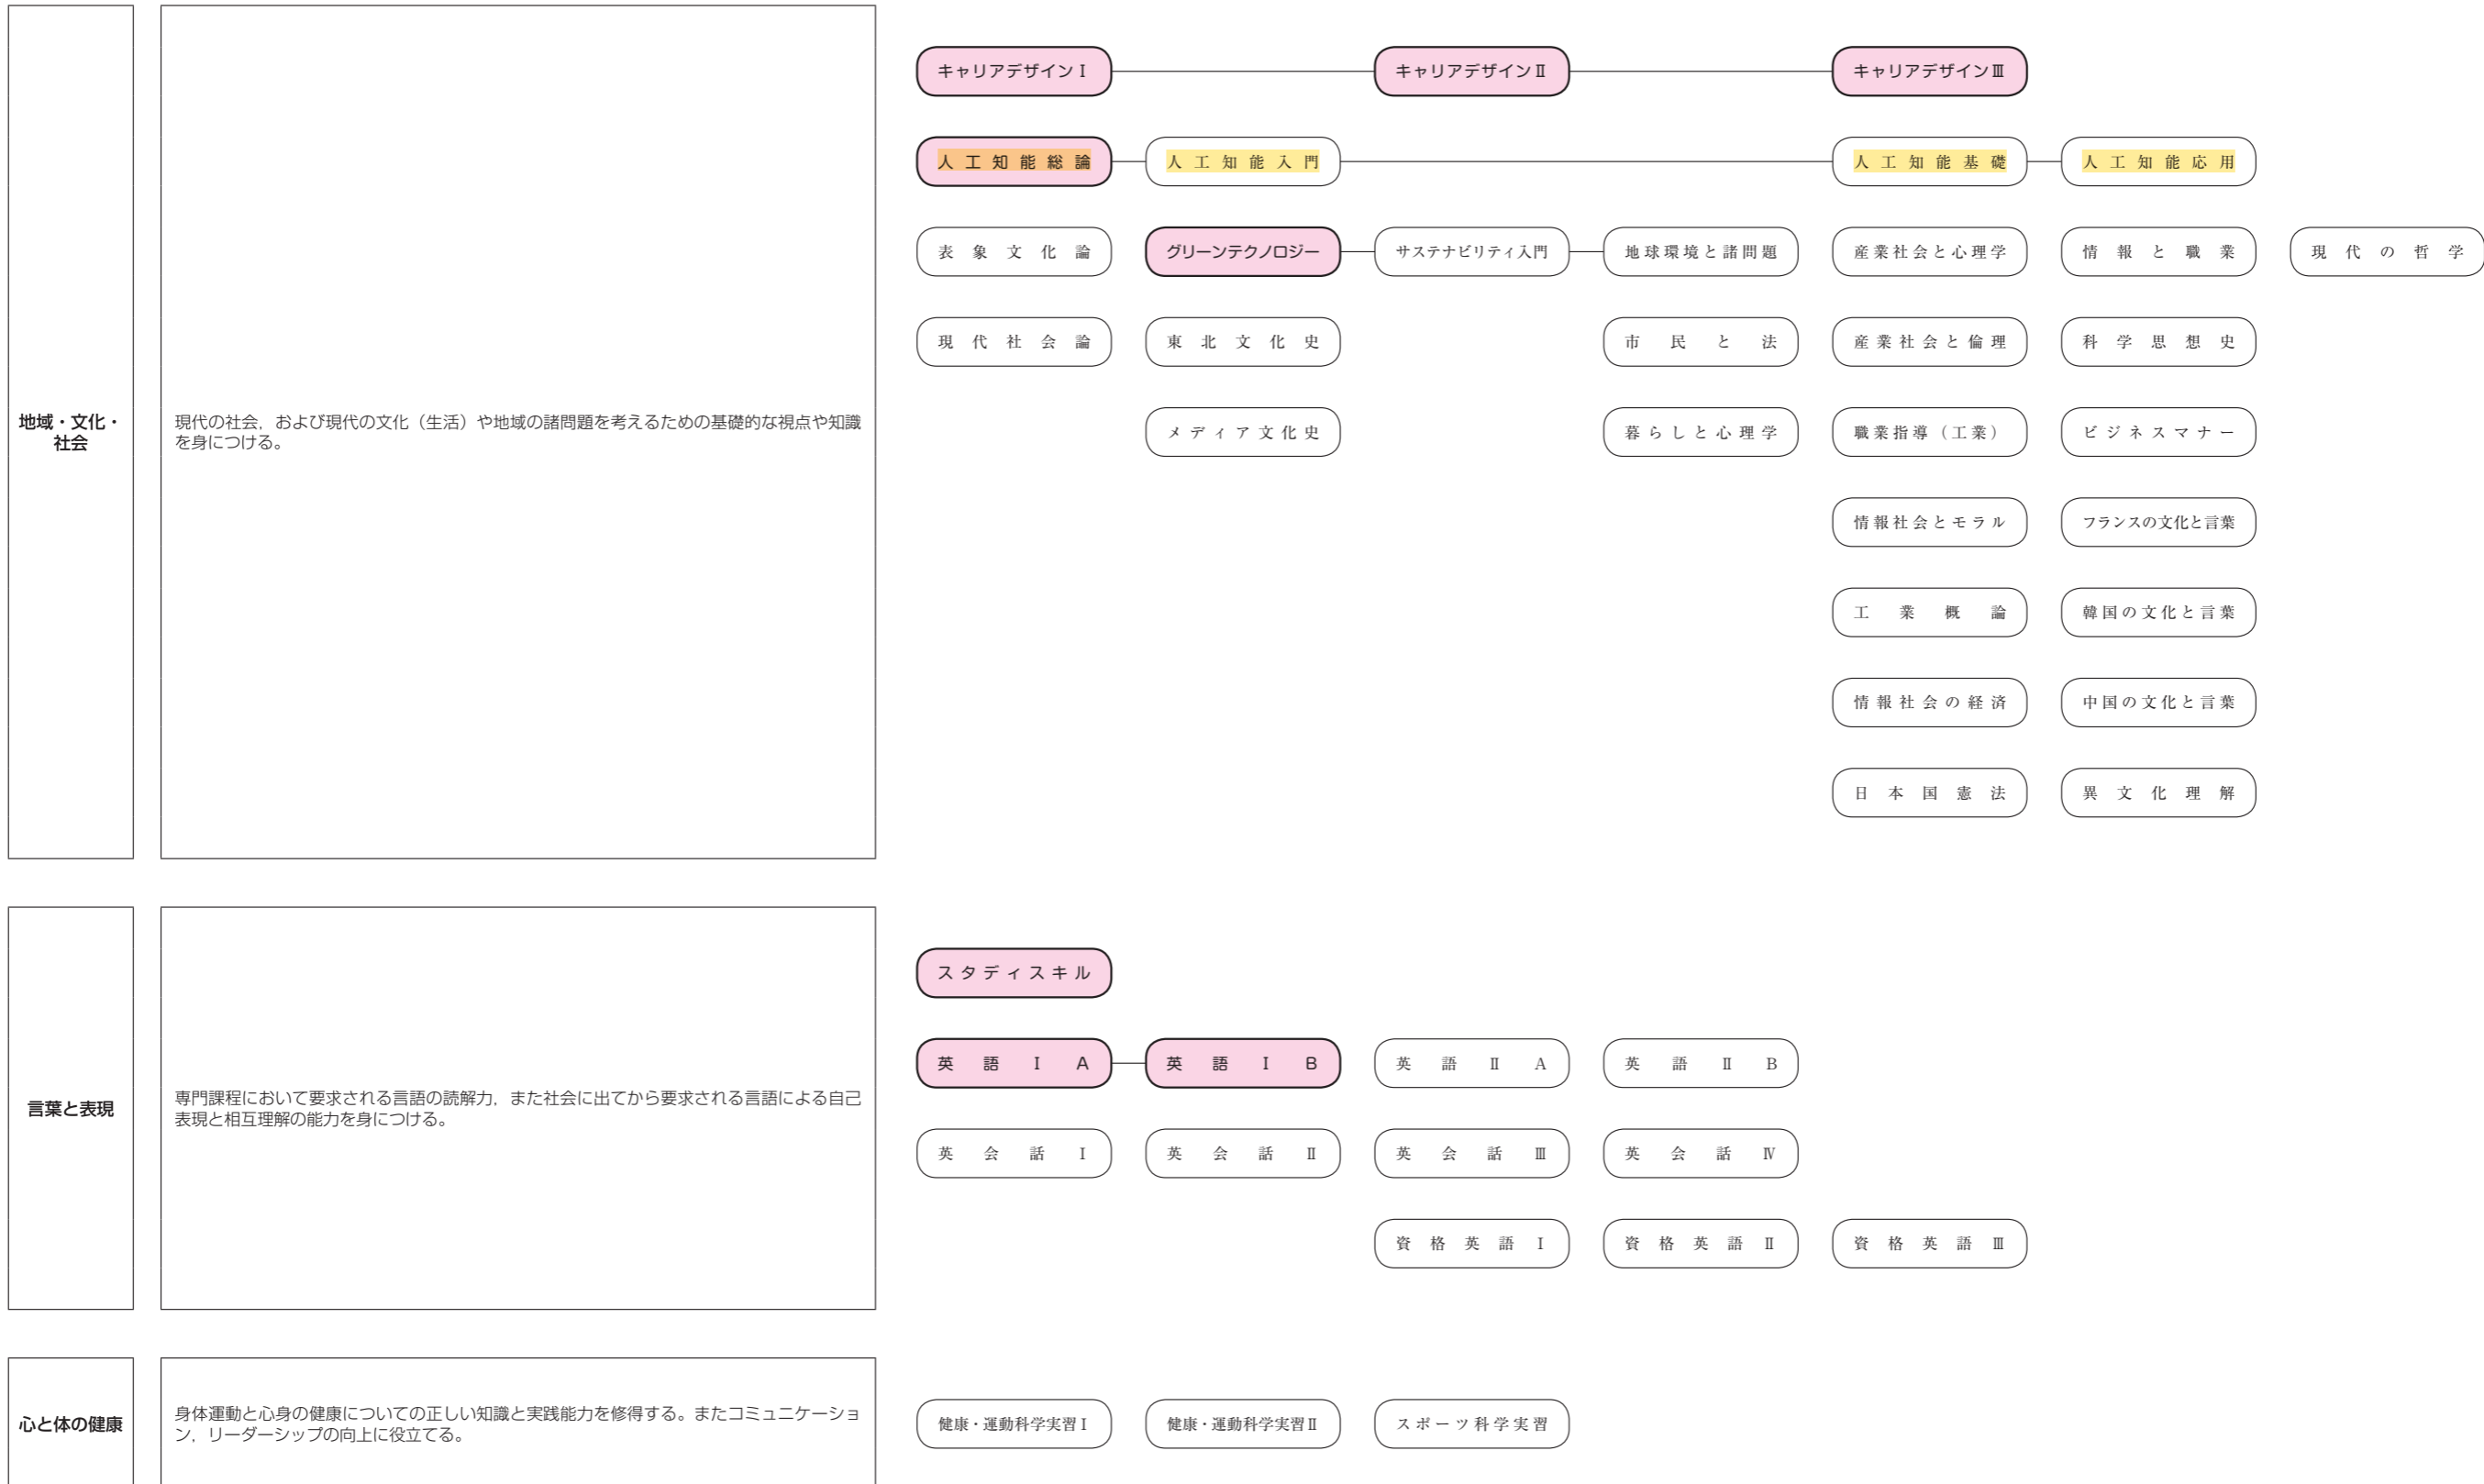 地域・文化・
社会
現代の社会，および現代の文化（生活）や地域の諸問題を考えるための基礎的な視点や知識
を身につける。
キャリアデザインⅠ キャリアデザインⅡ キャリアデザインⅢ
人工知能総論 人工知能入門 人工知能基礎 人工知能応用
表象文化論 グリーンテクノロジー サステナビリティ入門 地球環境と諸問題 産業社会と心理学 情報と職業 現代の哲学
現代社会論 東北文化史 市民と法 産業社会と倫理 科学思想史
メディア文化史 暮らしと心理学 職業指導（工業） ビジネスマナー
情報社会とモラル フランスの文化と言葉
工業概論 韓国の文化と言葉
情報社会の経済 中国の文化と言葉
日本国憲法 異文化理解
言葉と表現
専門課程において要求される言語の読解力，また社会に出てから要求される言語による自己
表現と相互理解の能力を身につける。
スタディスキル
英語ⅠA 英語ⅠB 英語ⅡA 英語ⅡB
英会話Ⅰ 英会話Ⅱ 英会話Ⅲ 英会話Ⅳ
資格英語Ⅰ 資格英語Ⅱ 資格英語Ⅲ
心と体の健康
身体運動と心身の健康についての正しい知識と実践能力を修得する。またコミュニケーショ
ン，リーダーシップの向上に役立てる。
健康・運動科学実習Ⅰ 健康・運動科学実習Ⅱ スポーツ科学実習